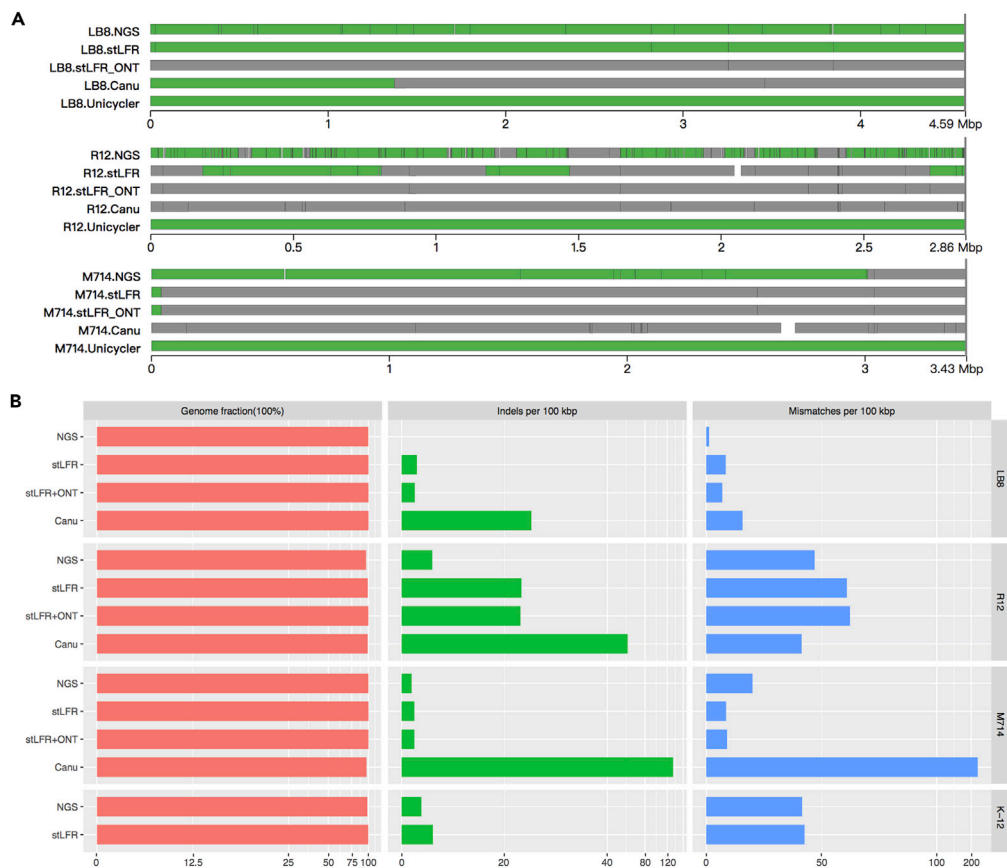 A
LB8.NGS
LB8.stLFR
LB8.stLFR_ONT
LB8.Canu
LB8.Unicycler
0 1 2 3 4 4.59 Mbp
R12.NGS
R12.stLFR
R12.stLFR_ONT
R12.Canu
R12.Unicycler
0 0.5 1 1.5 2 2.5 2.86 Mbp
M714.NGS
M714.stLFR
M714.stLFR_ONT
M714.Canu
M714.Unicycler
0 1 2 3 3.43 Mbp
B
Genome fraction(100%) Indels per 100 kbp Mismatches per 100 kbp
NGS
stLFR
stLFR+ONT
Canu
LB8
NGS
stLFR
stLFR+ONT
Canu
R12
NGS
stLFR
stLFR+ONT
Canu
M714
NGS
stLFR
K-12
0 12.5 25 50 75 100 0 20 40 80 120 0 50 100 200